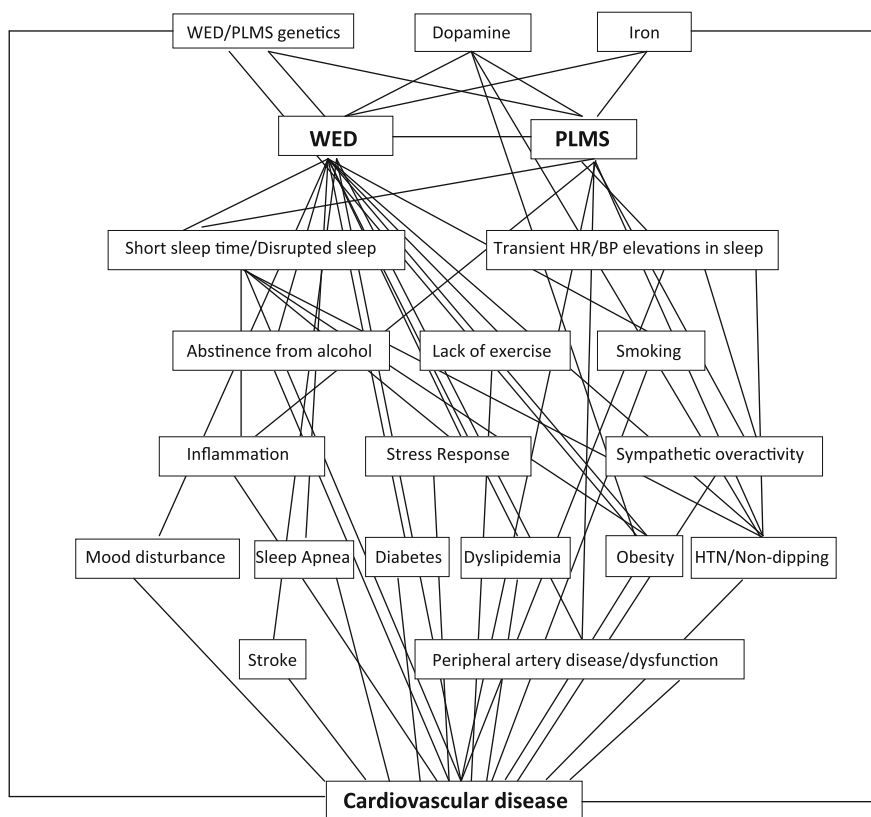 WED/PLMS genetics
Dopamine
Iron
WED
PLMS
Short sleep time/Disrupted sleep
Transient HR/BP elevations in sleep
Abstinence from alcohol
Lack of exercise
Smoking
Inflammation
Stress Response
Sympathetic overactivity
Mood disturbance
Sleep Apnea
Diabetes
Dyslipidemia
Obesity
HTN/Non-dipping
Stroke
Peripheral artery disease/dysfunction
Cardiovascular disease